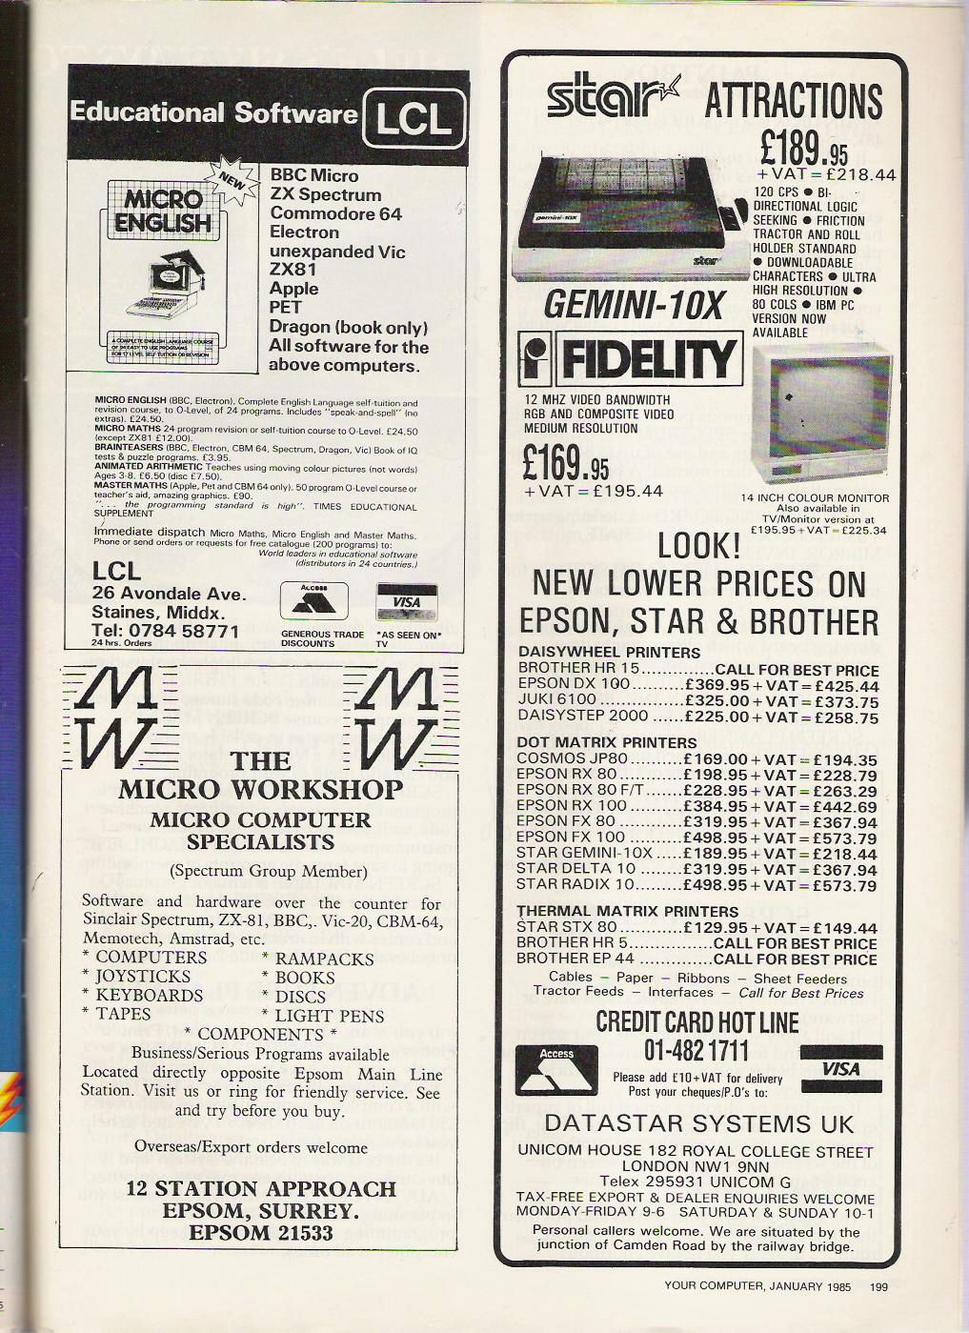 Educational Software LCL
NEW
MICRO
ENGLISH
A COMPLETE ENGLISH LANGUAGE COURSE
BBC Micro
ZX Spectrum
Commodore 64
Electron
unexpanded Vic
ZX81
Apple
PET
Dragon (book only)
All software for the
above computers.
MICRO ENGLISH (BBC, Electron). Complete English Language self-tuition and
revision course, to O-Level, of 24 programs. Includes "speak-and-spell" (no
extras). £24.50.
MICRO MATHS 24 program revision or self-tuition course to O-Level. £24.50
(except ZX81 £12.00).
BRAINTEASERS (BBC, Electron, CBM 64, Spectrum, Dragon, Vic) Book of IQ
tests & puzzle programs. £3.95.
ANIMATED ARITHMETIC Teaches using moving colour pictures (not words)
Ages 3-8. £6.50 (disc £7.50).
MASTER MATHS (Apple, Pet and CBM 64 only). 50 program O-Level course or
teacher's aid, amazing graphics. £90.
"... the programming standard is high". TIMES EDUCATIONAL
SUPPLEMENT
Immediate dispatch Micro Maths, Micro English and Master Maths.
Phone or send orders or requests for free catalogue (200 programs) to:
World leaders in educational software
(distributors in 24 countries.)
LCL
26 Avondale Ave.
Staines, Middx.
Tel: 0784 58771
24 hrs. Orders
Access
VISA
GENEROUS TRADE
DISCOUNTS
*AS SEEN ON*
TV
MW
MW
THE
MICRO WORKSHOP
MICRO COMPUTER
SPECIALISTS
(Spectrum Group Member)
Software and hardware over the counter for
Sinclair Spectrum, ZX-81, BBC,. Vic-20, CBM-64,
Memotech, Amstrad, etc.
* COMPUTERS * RAMPACKS
* JOYSTICKS * BOOKS
* KEYBOARDS * DISCS
* TAPES * LIGHT PENS
* COMPONENTS *
Business/Serious Programs available
Located directly opposite Epsom Main Line
Station. Visit us or ring for friendly service. See
and try before you buy.
Overseas/Export orders welcome
12 STATION APPROACH
EPSOM, SURREY.
EPSOM 21533
star ATTRACTIONS
£189.95
+VAT=£218.44
120 CPS ● BI-
DIRECTIONAL LOGIC
SEEKING ● FRICTION
TRACTOR AND ROLL
HOLDER STANDARD
● DOWNLOADABLE
CHARACTERS ● ULTRA
HIGH RESOLUTION ●
80 COLS ● IBM PC
VERSION NOW
AVAILABLE
gemini-10X
star
GEMINI-10X
FIDELITY
12 MHZ VIDEO BANDWIDTH
RGB AND COMPOSITE VIDEO
MEDIUM RESOLUTION
£169.95
+VAT=£195.44
14 INCH COLOUR MONITOR
Also available in
TV/Monitor version at
£195.95+VAT=£225.34
LOOK!
NEW LOWER PRICES ON
EPSON, STAR & BROTHER
DAISYWHEEL PRINTERS
BROTHER HR 15..............CALL FOR BEST PRICE
EPSON DX 100.........£369.95+VAT=£425.44
JUKI 6100 ...............£325.00+VAT=£373.75
DAISYSTEP 2000 ......£225.00+VAT=£258.75
DOT MATRIX PRINTERS
COSMOS JP80.........£169.00+VAT=£194.35
EPSON RX 80...........£198.95+VAT=£228.79
EPSON RX 80 F/T......£228.95+VAT=£263.29
EPSON RX 100.........£384.95+VAT=£442.69
EPSON FX 80 ...........£319.95+VAT=£367.94
EPSON FX 100.........£498.95+VAT=£573.79
STAR GEMINI-10X.....£189.95+VAT=£218.44
STAR DELTA 10 ........£319.95+VAT=£367.94
STAR RADIX 10........£498.95+VAT=£573.79
THERMAL MATRIX PRINTERS
STAR STX 80............£129.95+VAT=£149.44
BROTHER HR 5...............CALL FOR BEST PRICE
BROTHER EP 44 .............CALL FOR BEST PRICE
Cables – Paper – Ribbons – Sheet Feeders
Tractor Feeds – Interfaces – Call for Best Prices
CREDIT CARD HOT LINE
01-482 1711
Access
VISA
Please add £10+VAT for delivery
Post your cheques/P.O's to:
DATASTAR SYSTEMS UK
UNICOM HOUSE 182 ROYAL COLLEGE STREET
LONDON NW1 9NN
Telex 295931 UNICOM G
TAX-FREE EXPORT & DEALER ENQUIRIES WELCOME
MONDAY-FRIDAY 9-6 SATURDAY & SUNDAY 10-1
Personal callers welcome. We are situated by the
junction of Camden Road by the railway bridge.
YOUR COMPUTER, JANUARY 1985 199